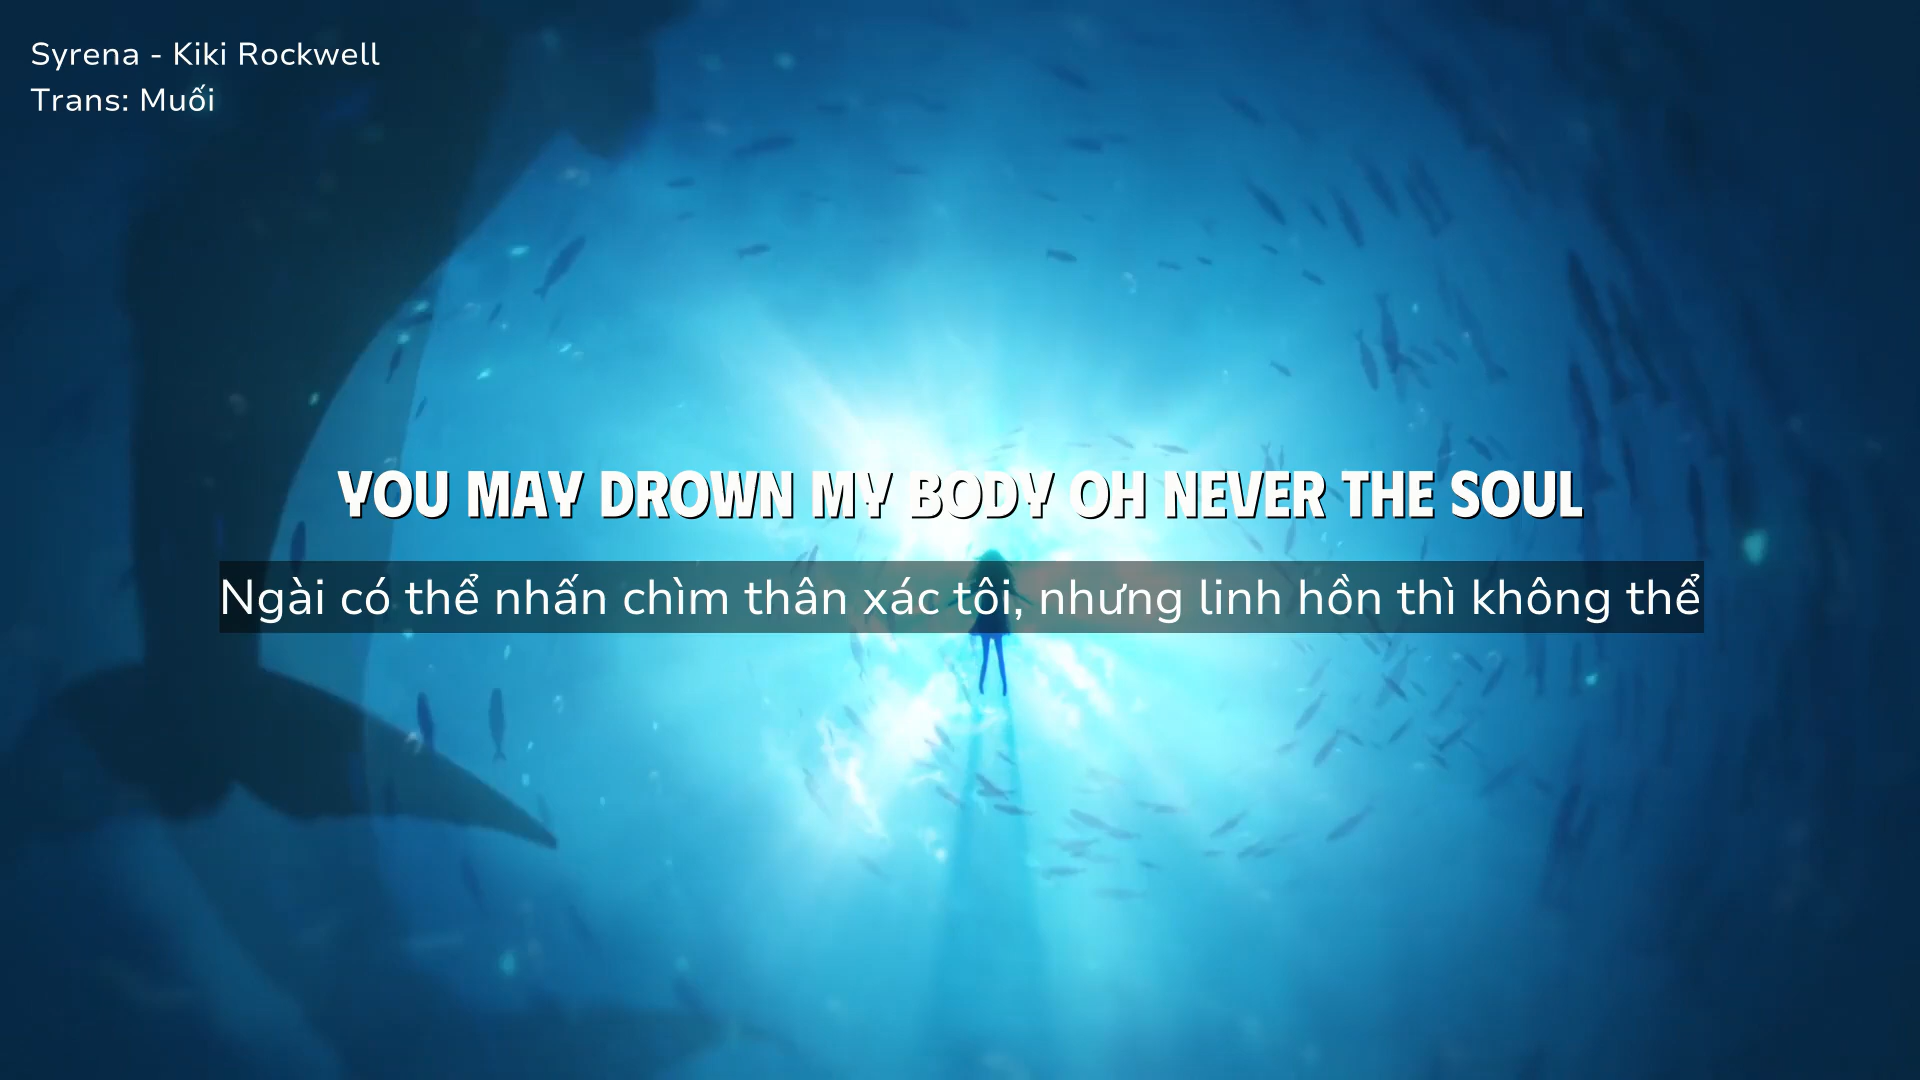 Syrena - Kiki Rockwell
Trans: Muối
YOU MAY DROWN MY BODY OH NEVER THE SOUL
Ngài có thể nhấn chìm thân xác tôi, nhưng linh hồn thì không thể